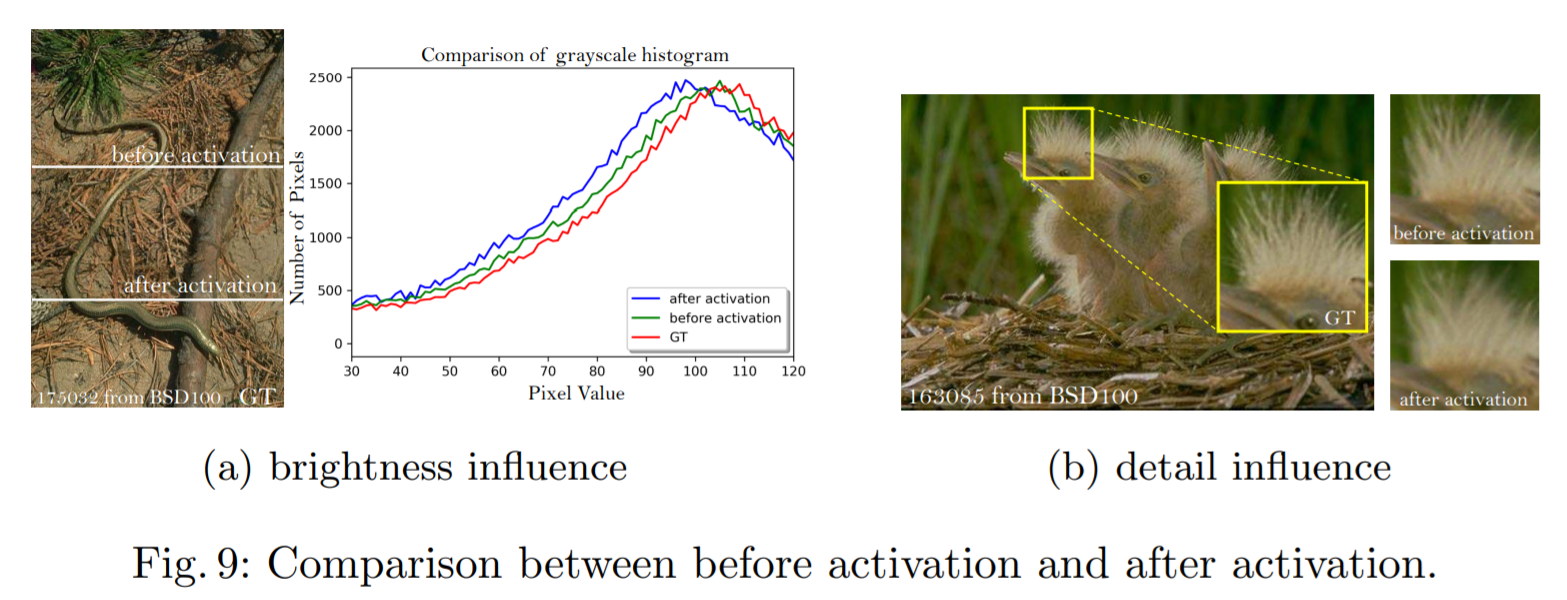 before activation
after activation
175032 from BSD100 GT
Comparison of grayscale histogram
Number of Pixels
2500
2000
1500
1000
500
0
30 40 50 60 70 80 90 100 110 120
Pixel Value
after activation
before activation
GT
GT
163085 from BSD100
before activation
after activation
(a) brightness influence
(b) detail influence
Fig. 9: Comparison between before activation and after activation.